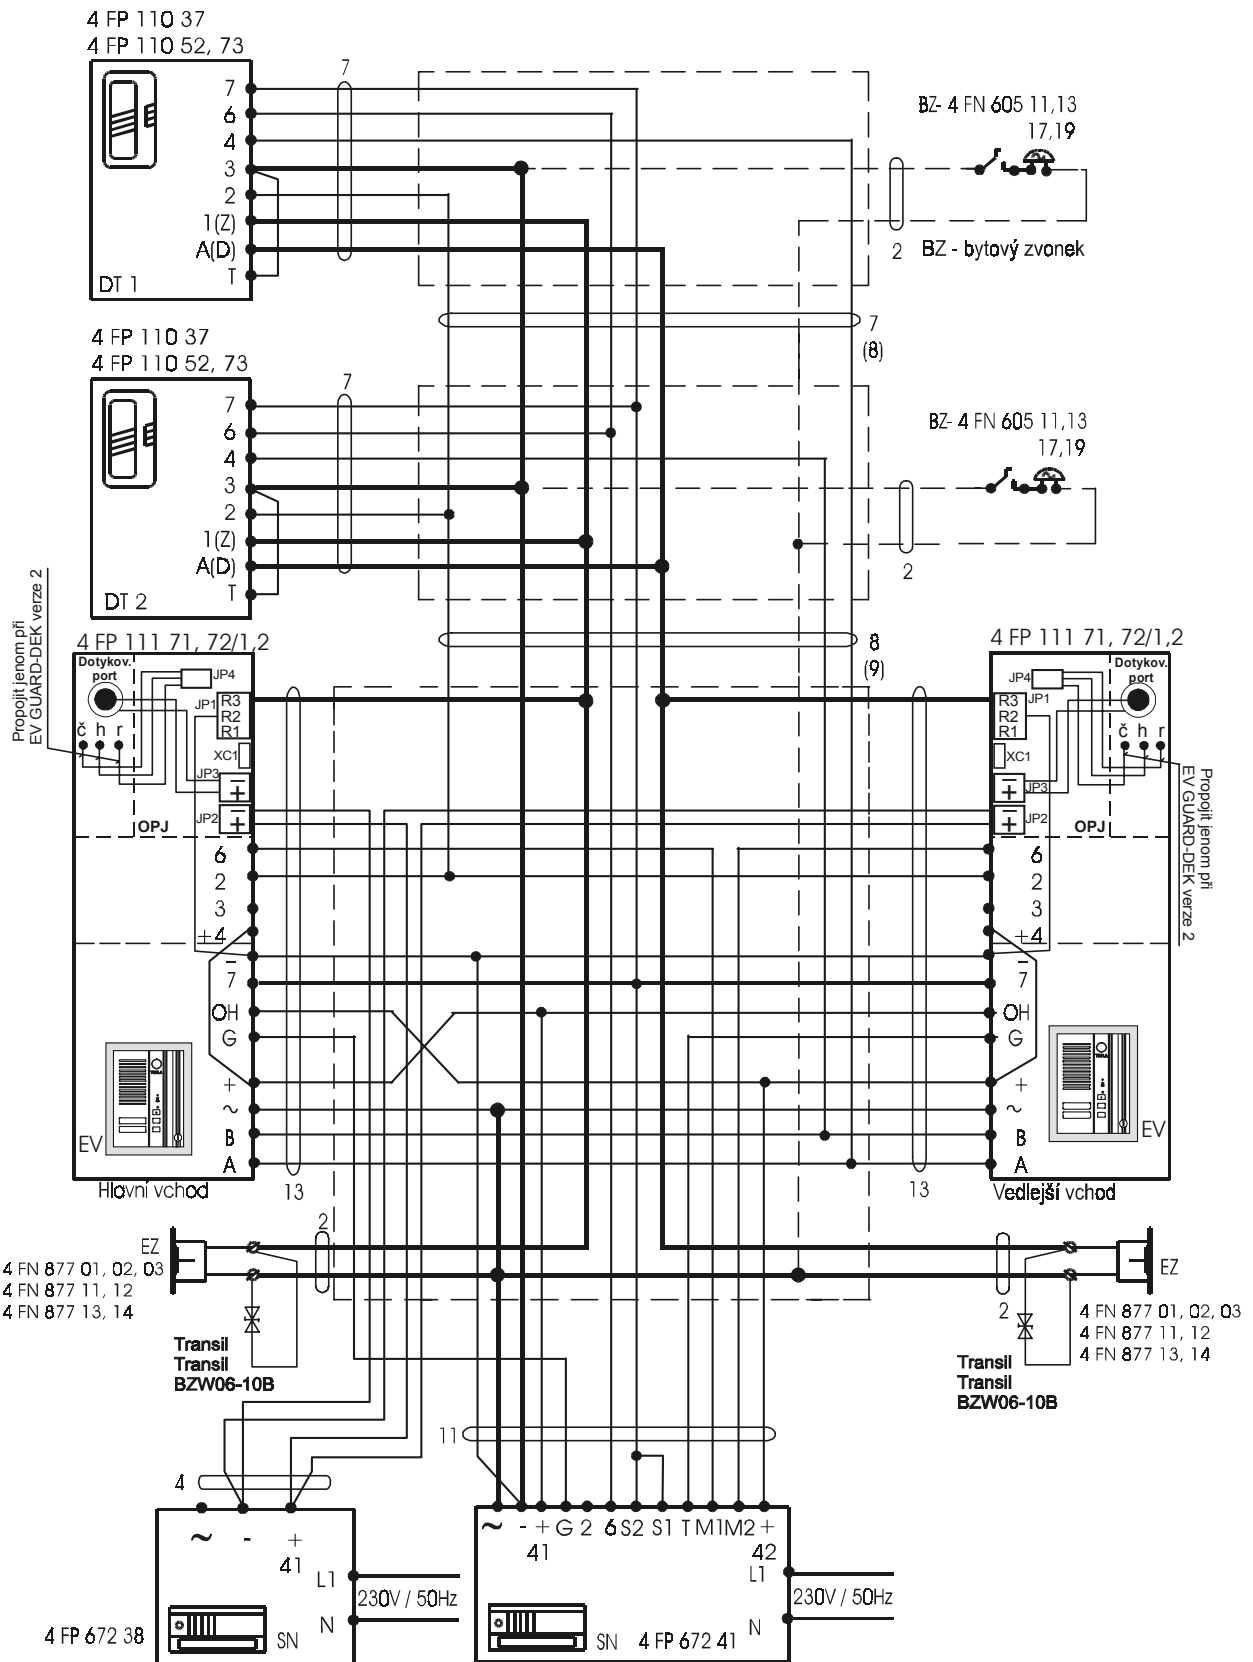 4 FP 110 37
4 FP 110 52, 73
7
6
4
3
2
1(Z)
A(D)
T
DT 1
7
BZ- 4 FN 605 11,13
17,19
2
BZ - bytový zvonek
7
(8)
4 FP 110 37
4 FP 110 52, 73
7
6
4
3
2
1(Z)
A(D)
T
DT 2
7
BZ- 4 FN 605 11,13
17,19
2
8
(9)
Propojit jenom při
EV GUARD-DEK verze 2
4 FP 111 71, 72/1,2
Dotykov.
port
JP4
JP1
R3
R2
R1
č h r
XC1
JP3
JP2
OPJ
6
2
3
+4
–
7
OH
G
+
~
B
A
EV
Hlavní vchod
13
4 FP 111 71, 72/1,2
Dotykov.
port
JP4
JP1
R3
R2
R1
č h r
XC1
JP3
JP2
OPJ
Propojit jenom při
EV GUARD-DEK verze 2
6
2
3
+4
–
7
OH
G
+
~
B
A
EV
Vedlejší vchod
13
EZ
2
4 FN 877 01, 02, 03
4 FN 877 11, 12
4 FN 877 13, 14
Transil
Transil
BZW06-10B
EZ
2
4 FN 877 01, 02, 03
4 FN 877 11, 12
4 FN 877 13, 14
Transil
Transil
BZW06-10B
11
4
~ - +
41
L1
230V / 50Hz
N
4 FP 672 38
SN
~ - + G 2 6 S2 S1 T M1 M2 +
41 42
L1
230V / 50Hz
N
SN 4 FP 672 41